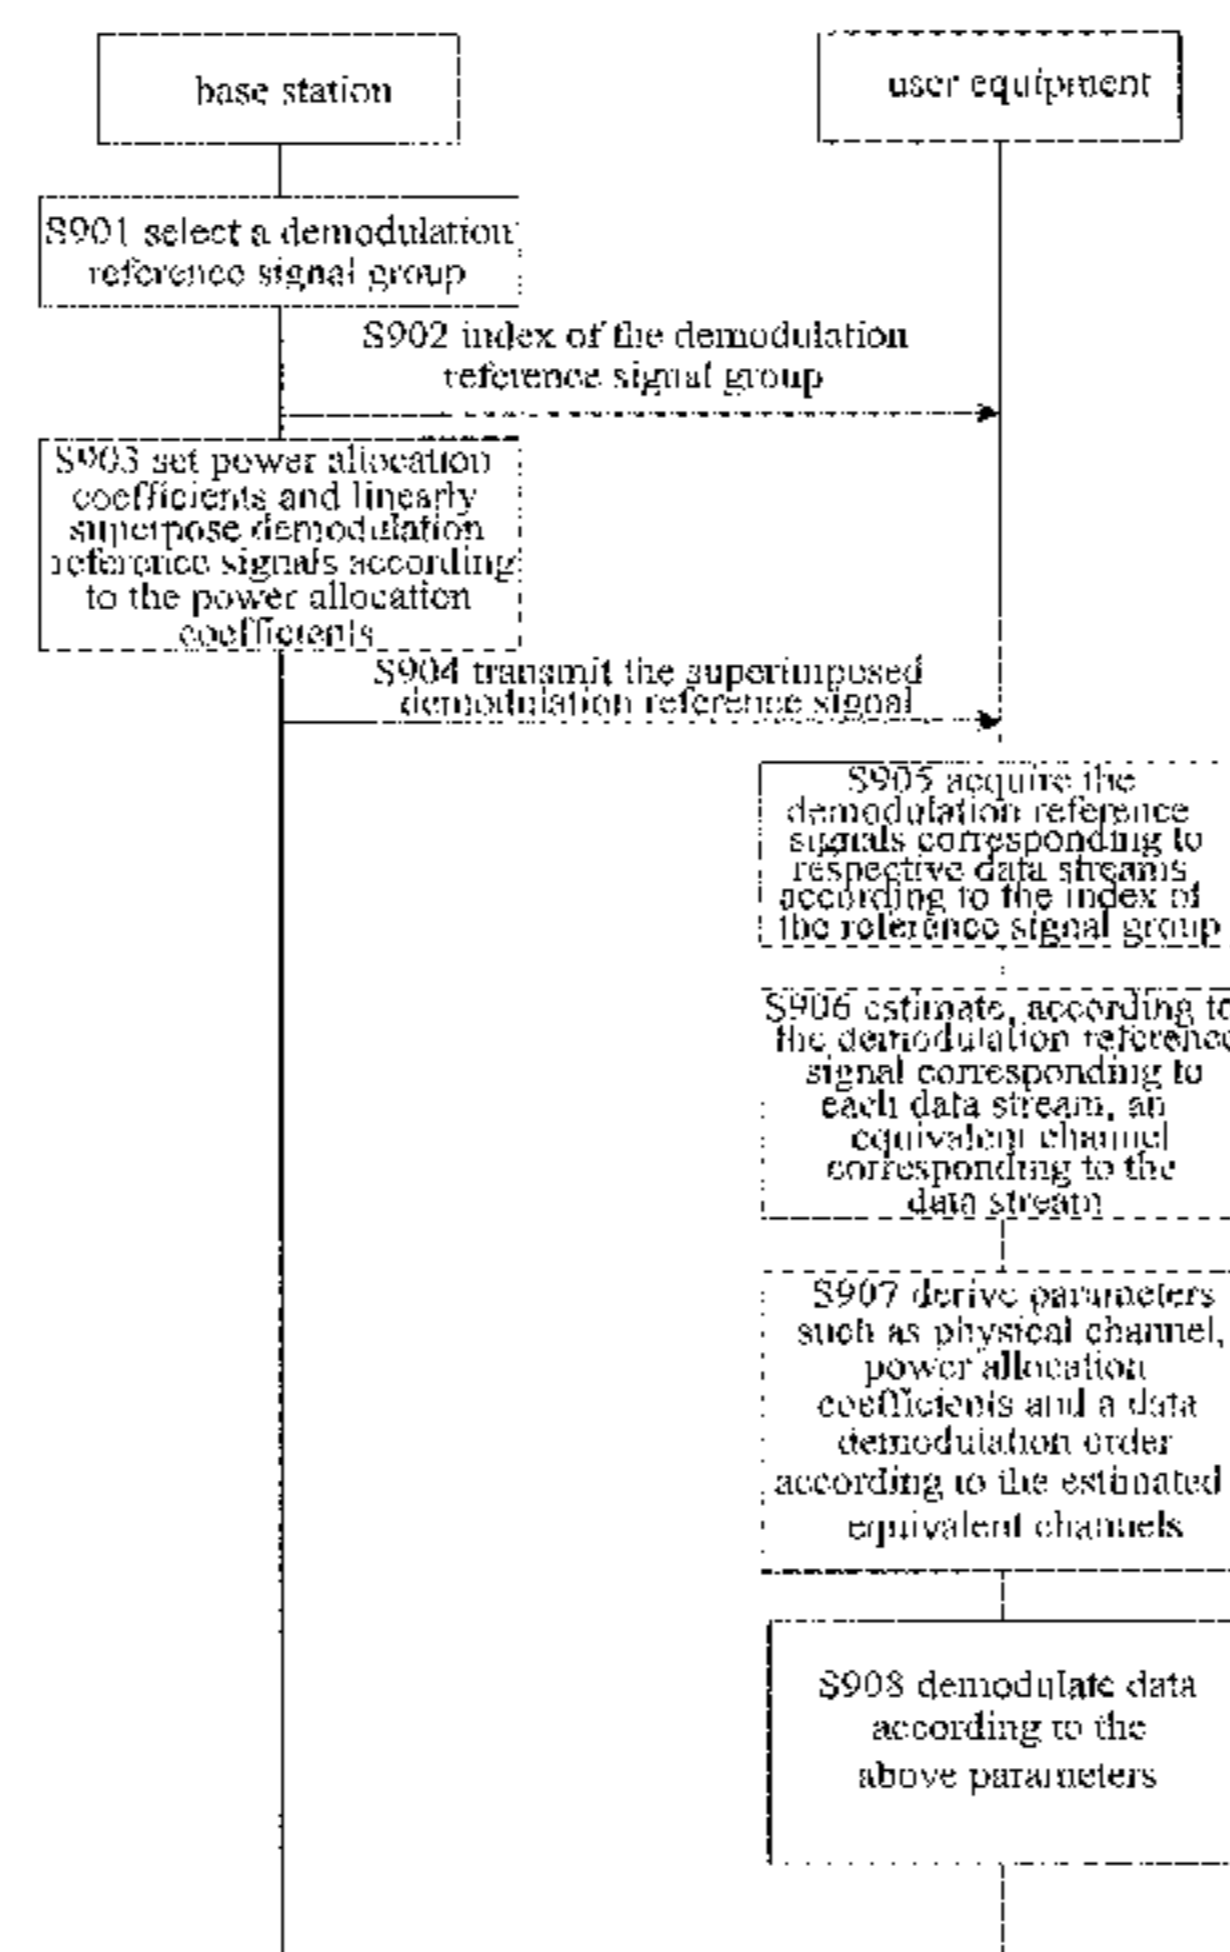 base station
user equipment
S901 select a demodulation
reference signal group
S902 index of the demodulation
reference signal group
S903 set power allocation
coefficients and linearly
superpose demodulation
reference signals according
to the power allocation
coefficients
S904 transmit the superimposed
demodulation reference signal
S905 acquire the
demodulation reference
signals corresponding to
respective data streams
according to the index of
the reference signal group
S906 estimate, according to
the demodulation reference
signal corresponding to
each data stream, an
equivalent channel
corresponding to the
data stream
S907 derive parameters
such as physical channel,
power allocation
coefficients and a data
demodulation order
according to the estimated
equivalent channels
S908 demodulate data
according to the
above parameters